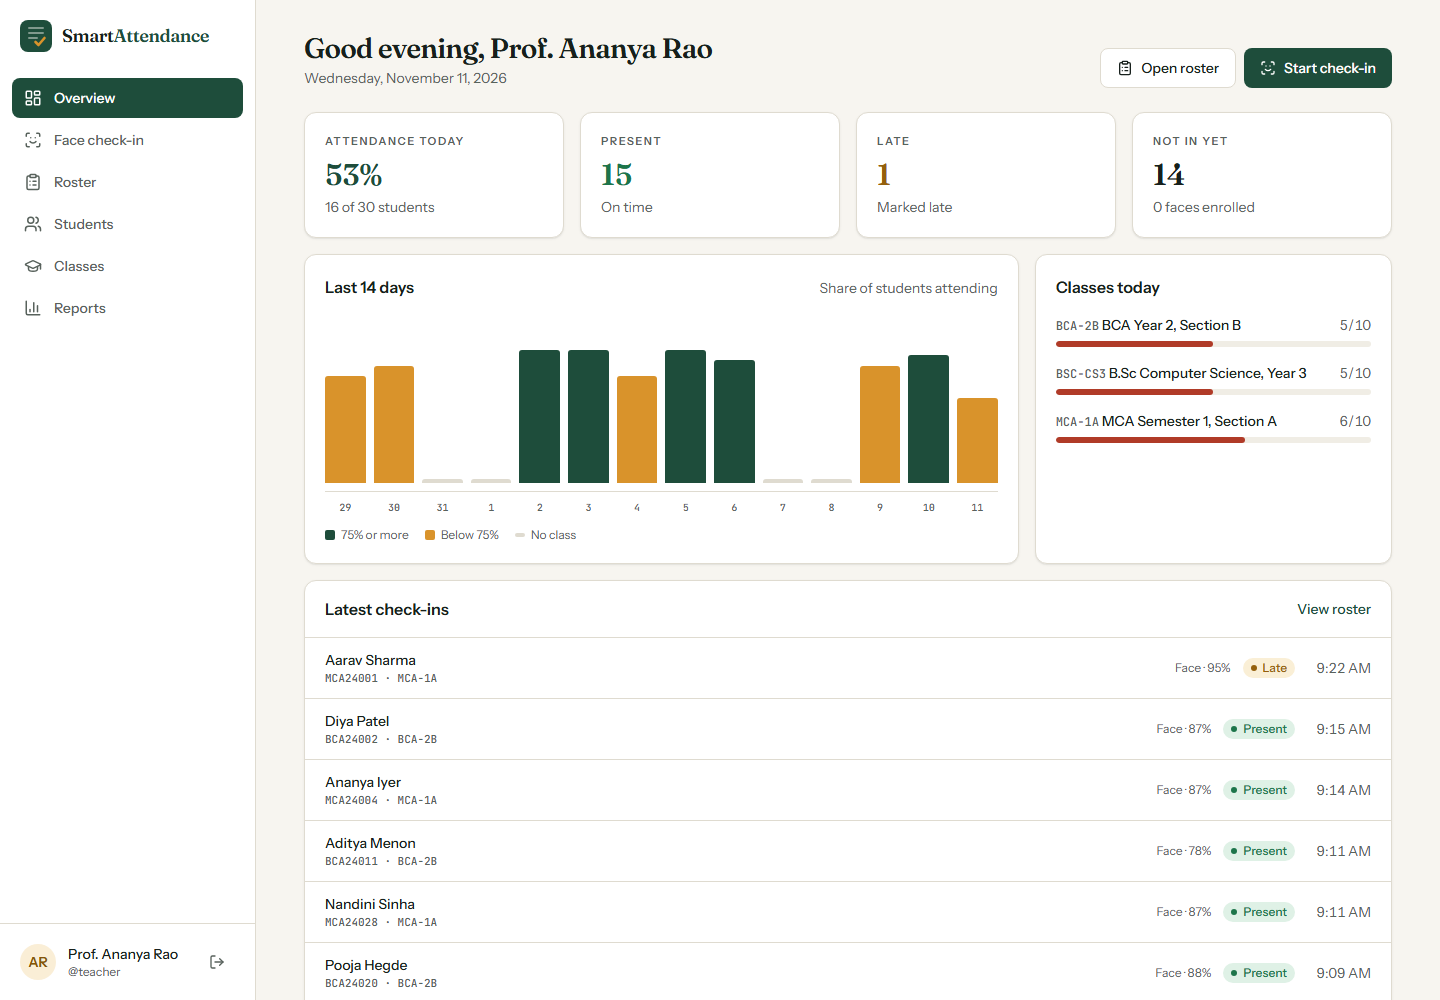 SmartAttendance
Overview
Face check-in
Roster
Students
Classes
Reports
Prof. Ananya Rao
@teacher
AR
Good evening, Prof. Ananya Rao
Wednesday, November 11, 2026
Open roster
Start check-in
ATTENDANCE TODAY
53%
16 of 30 students
PRESENT
15
On time
LATE
1
Marked late
NOT IN YET
14
0 faces enrolled
Last 14 days
Share of students attending
29 30 31 1 2 3 4 5 6 7 8 9 10 11
75% or more
Below 75%
No class
Classes today
BCA-2B BCA Year 2, Section B 5/10
BSC-CS3 B.Sc Computer Science, Year 3 5/10
MCA-1A MCA Semester 1, Section A 6/10
Latest check-ins
View roster
Aarav Sharma
MCA24001 · MCA-1A
Face · 95% Late 9:22 AM
Diya Patel
BCA24002 · BCA-2B
Face · 87% Present 9:15 AM
Ananya Iyer
MCA24004 · MCA-1A
Face · 87% Present 9:14 AM
Aditya Menon
BCA24011 · BCA-2B
Face · 78% Present 9:11 AM
Nandini Sinha
MCA24028 · MCA-1A
Face · 87% Present 9:11 AM
Pooja Hegde
BCA24020 · BCA-2B
Face · 88% Present 9:09 AM